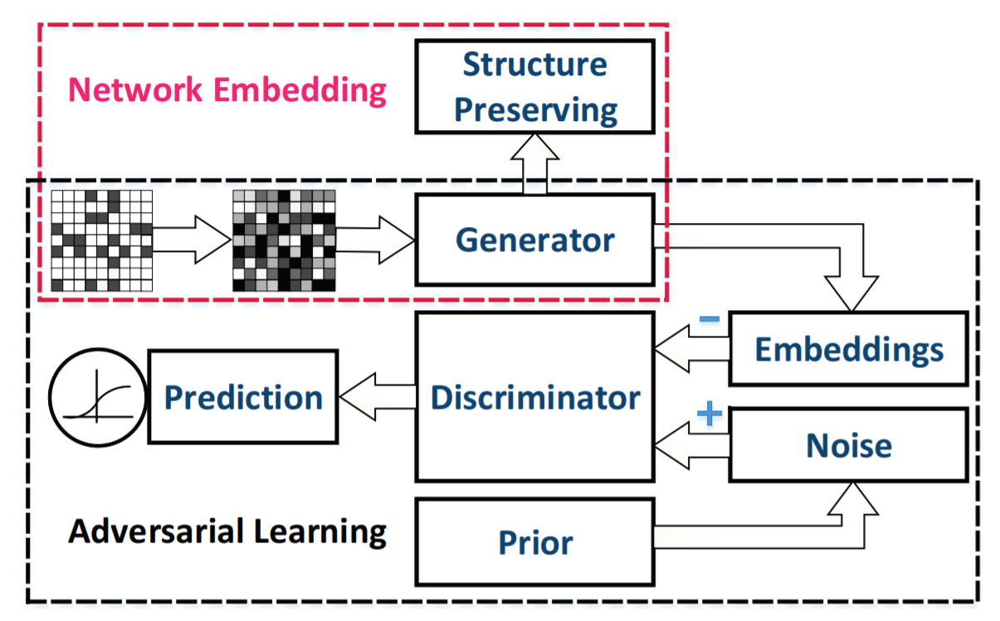 Structure
Preserving
Network Embedding
Generator
−
Embeddings
Prediction
Discriminator
+
Noise
Adversarial Learning
Prior